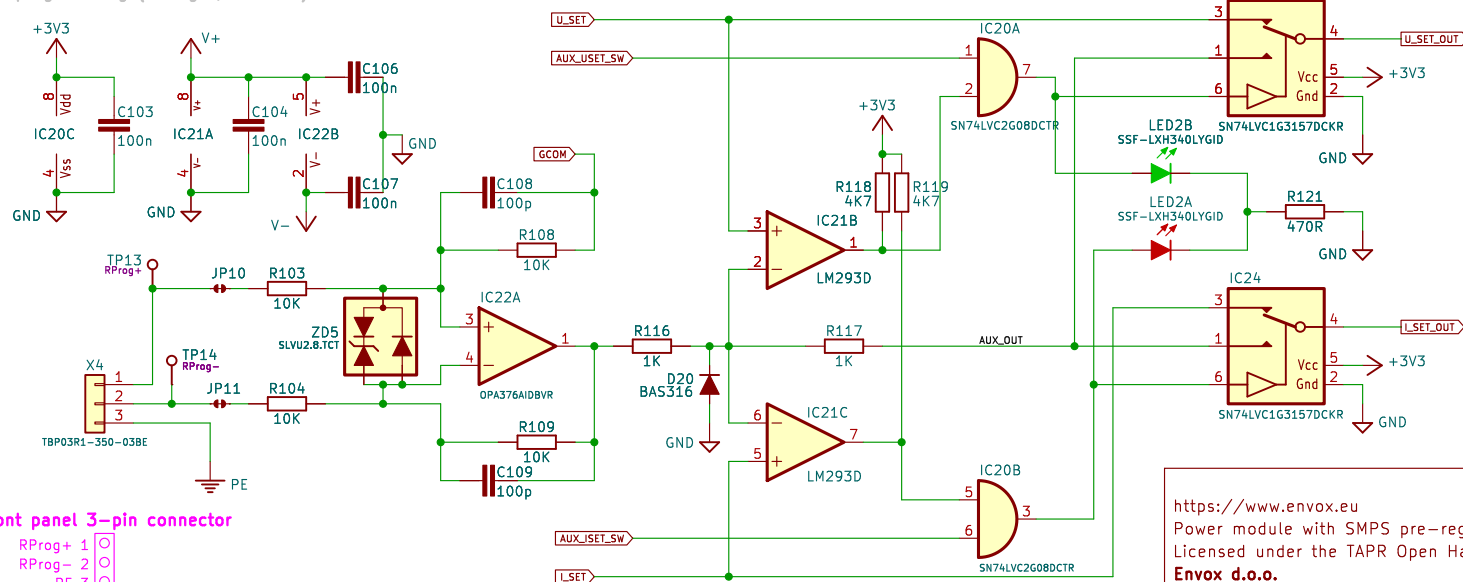 +3V3
V+
C106
100n
8
Vdd
C103
100n
IC20C
4
Vss
GND
8
V+
C104
100n
IC21A
V-
4
GND
5
V+
IC22B
V-
2
V-
C107
100n
GND
U_SET
AUX_USET_SW
GCOM
C108
100p
R108
10K
TP13
RProg+
JP10
R103
10K
TP14
RProg-
JP11
R104
10K
X4
1
2
3
TBP03R1-350-03BE
PE
ZD5
SLVU2.8.TCT
IC22A
3
+
4
-
1
OPA376AIDBVR
R109
10K
C109
100p
R116
1K
D20
BAS316
GND
R117
1K
AUX_OUT
IC21B
3
+
2
-
1
LM293D
IC21C
6
-
5
+
7
LM293D
+3V3
R118
4K7
R119
4K7
IC20A
1
2
7
SN74LVC2G08DCTR
IC20B
5
6
3
SN74LVC2G08DCTR
AUX_ISET_SW
I_SET
3
1
6
4
Vcc
5
Gnd
2
SN74LVC1G3157DCKR
U_SET_OUT
+3V3
GND
LED2B
SSF-LXH340LYGID
LED2A
SSF-LXH340LYGID
R121
470R
GND
IC24
3
1
6
4
Vcc
5
Gnd
2
SN74LVC1G3157DCKR
I_SET_OUT
+3V3
GND
ont panel 3-pin connector
RProg+ 1
RProg- 2
https://www.envox.eu
Power module with SMPS pre-reg
Licensed under the TAPR Open Ha
Envox d.o.o.